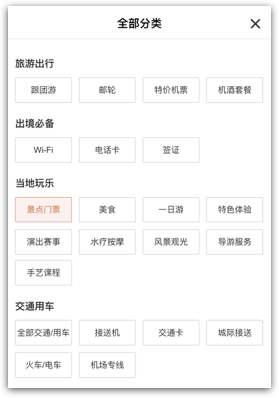 全部分类
旅游出行
跟团游 邮轮 特价机票 机酒套餐
出境必备
Wi-Fi 电话卡 签证
当地玩乐
景点门票 美食 一日游 特色体验
演出赛事 水疗按摩 风景观光 导游服务
手艺课程
交通用车
全部交通/用车 接送机 交通卡 城际接送
火车/电车 机场专线